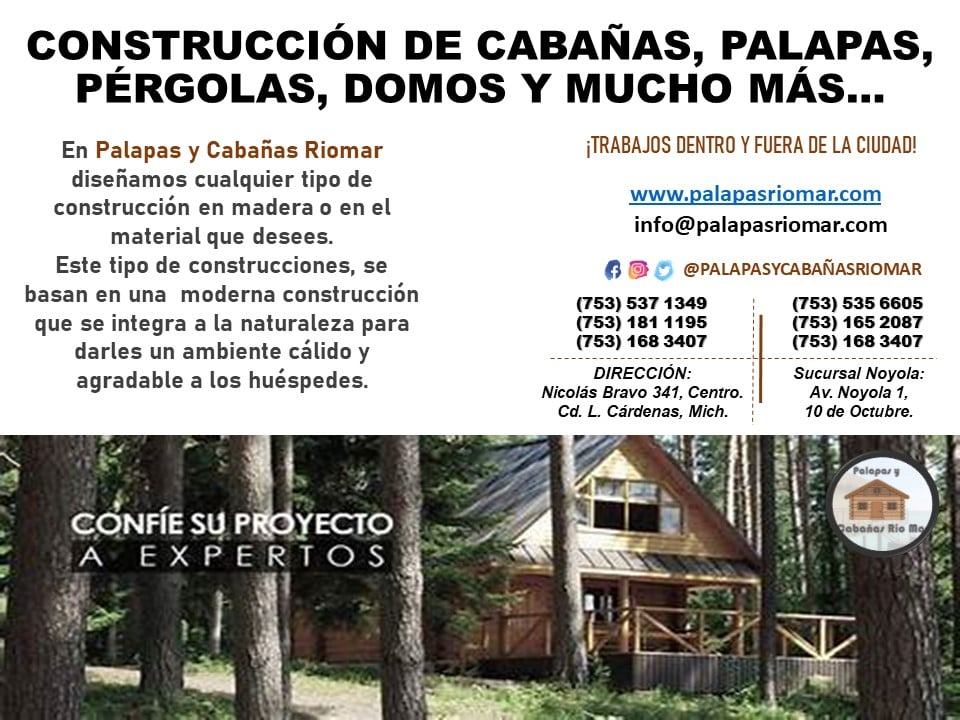 CONSTRUCCIÓN DE CABAÑAS, PALAPAS,
PÉRGOLAS, DOMOS Y MUCHO MÁS...
En Palapas y Cabañas Riomar
diseñamos cualquier tipo de
construcción en madera o en el
material que desees.
Este tipo de construcciones, se
basan en una moderna construcción
que se integra a la naturaleza para
darles un ambiente cálido y
agradable a los huéspedes.
¡TRABAJOS DENTRO Y FUERA DE LA CIUDAD!
www.palapasriomar.com
info@palapasriomar.com
@PALAPASYCABAÑASRIOMAR
(753) 537 1349
(753) 181 1195
(753) 168 3407
DIRECCIÓN:
Nicolás Bravo 341, Centro.
Cd. L. Cárdenas, Mich.
(753) 535 6605
(753) 165 2087
(753) 168 3407
Sucursal Noyola:
Av. Noyola 1,
10 de Octubre.
CONFÍE SU PROYECTO
A EXPERTOS
Palapas y
Cabañas Rio Ma